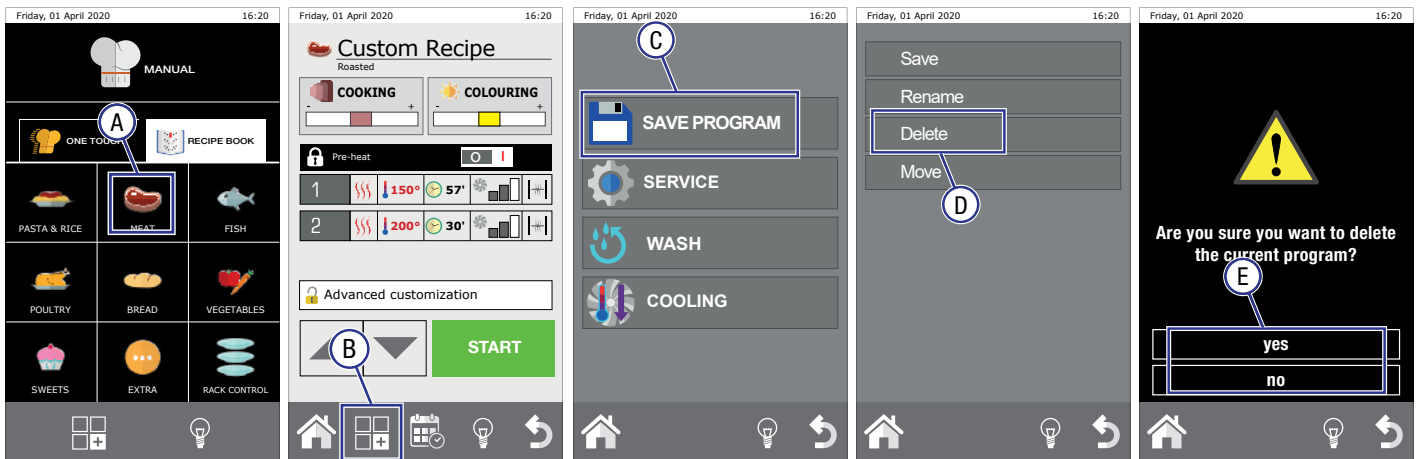 Friday, 01 April 2020 16:20
MANUAL
A
ONE TOUCH RECIPE BOOK
PASTA & RICE MEAT FISH
POULTRY BREAD VEGETABLES
SWEETS EXTRA RACK CONTROL
Friday, 01 April 2020 16:20
Custom Recipe
Roasted
COOKING COLOURING
- + - +
Pre-heat O I
1 150° 57'
2 200° 30'
Advanced customization
B
START
Friday, 01 April 2020 16:20
C
SAVE PROGRAM
SERVICE
WASH
COOLING
Friday, 01 April 2020 16:20
Save
Rename
Delete
Move
D
Friday, 01 April 2020 16:20
!
Are you sure you want to delete
the current program?
E
yes
no